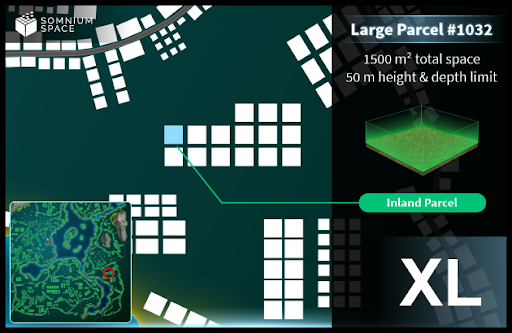 SOMNIUM
SPACE
Large Parcel #1032
1500 m² total space
50 m height & depth limit
Inland Parcel
XL